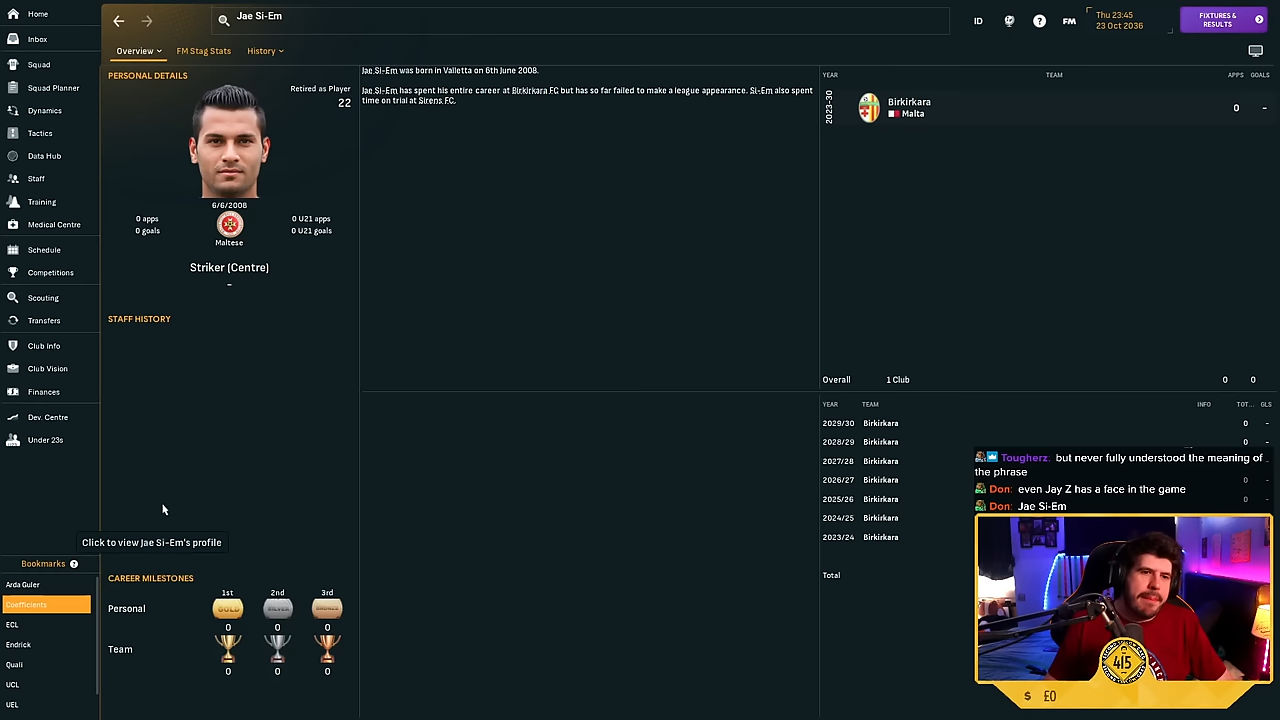 Home
Inbox
Squad
Squad Planner
Dynamics
Tactics
Data Hub
Staff
Training
Medical Centre
Schedule
Competitions
Scouting
Transfers
Club Info
Club Vision
Finances
Dev. Centre
Under 23s
Bookmarks ?
Arda Guler
Coefficients
ECL
Endrick
Quali
UCL
UEL
Jae Si-Em
ID
?
FM
Thu 23:45
23 Oct 2036
FIXTURES &
RESULTS
Overview
FM Stag Stats
History
PERSONAL DETAILS
Retired as Player
22
6/6/2008
0 apps
0 goals
0 U21 apps
0 U21 goals
Maltese
Striker (Centre)
-
STAFF HISTORY
Click to view Jae Si-Em's profile
CAREER MILESTONES
1st 2nd 3rd
Personal GOLD SILVER BRONZE
0 0 0
Team
0 0 0
Jae Si-Em was born in Valletta on 6th June 2008.
Jae Si-Em has spent his entire career at Birkirkara FC but has so far failed to make a league appearance. Si-Em also spent
time on trial at Sirens FC.
YEAR TEAM APPS GOALS
2023-30 Birkirkara 0 -
Malta
Overall 1 Club 0 0
YEAR TEAM INFO TOT... GLS
2029/30 Birkirkara 0 -
2028/29 Birkirkara 0 -
2027/28 Birkirkara
2026/27 Birkirkara 0 -
2025/26 Birkirkara 0 -
2024/25 Birkirkara
2023/24 Birkirkara
Total
Tougherz: but never fully understood the meaning of
the phrase
Don: even Jay Z has a face in the game
Don: Jae Si-Em
415
$ £0